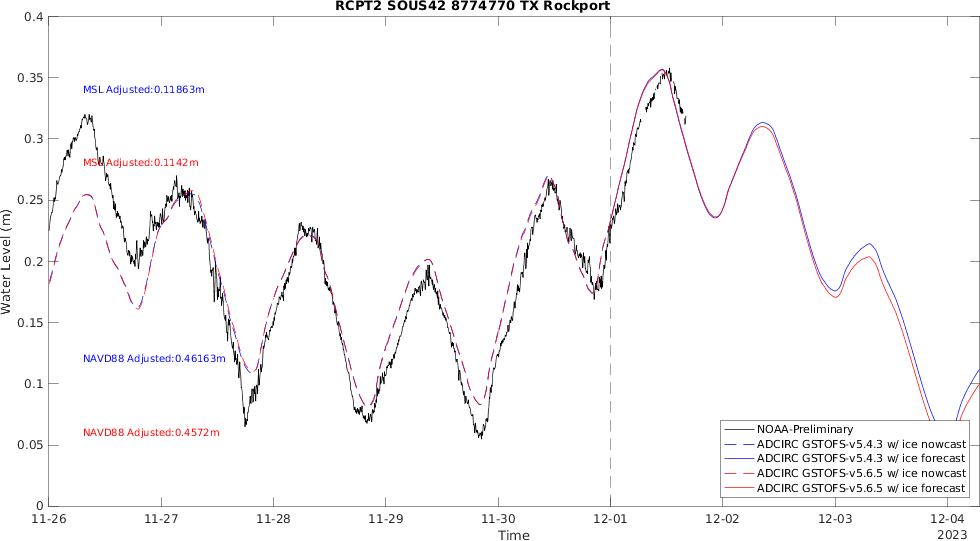 RCPT2 SOUS42 8774770 TX Rockport
0.4
0.35
0.3
0.25
0.2
0.15
0.1
0.05
0
Water Level (m)
MSL Adjusted:0.11863m
MSL Adjusted:0.1142m
NAVD88 Adjusted:0.46163m
NAVD88 Adjusted:0.4572m
NOAA-Preliminary
ADCIRC GSTOFS-v5.4.3 w/ ice nowcast
ADCIRC GSTOFS-v5.4.3 w/ ice forecast
ADCIRC GSTOFS-v5.6.5 w/ ice nowcast
ADCIRC GSTOFS-v5.6.5 w/ ice forecast
11-26 11-27 11-28 11-29 11-30 12-01 12-02 12-03 12-04
Time
2023